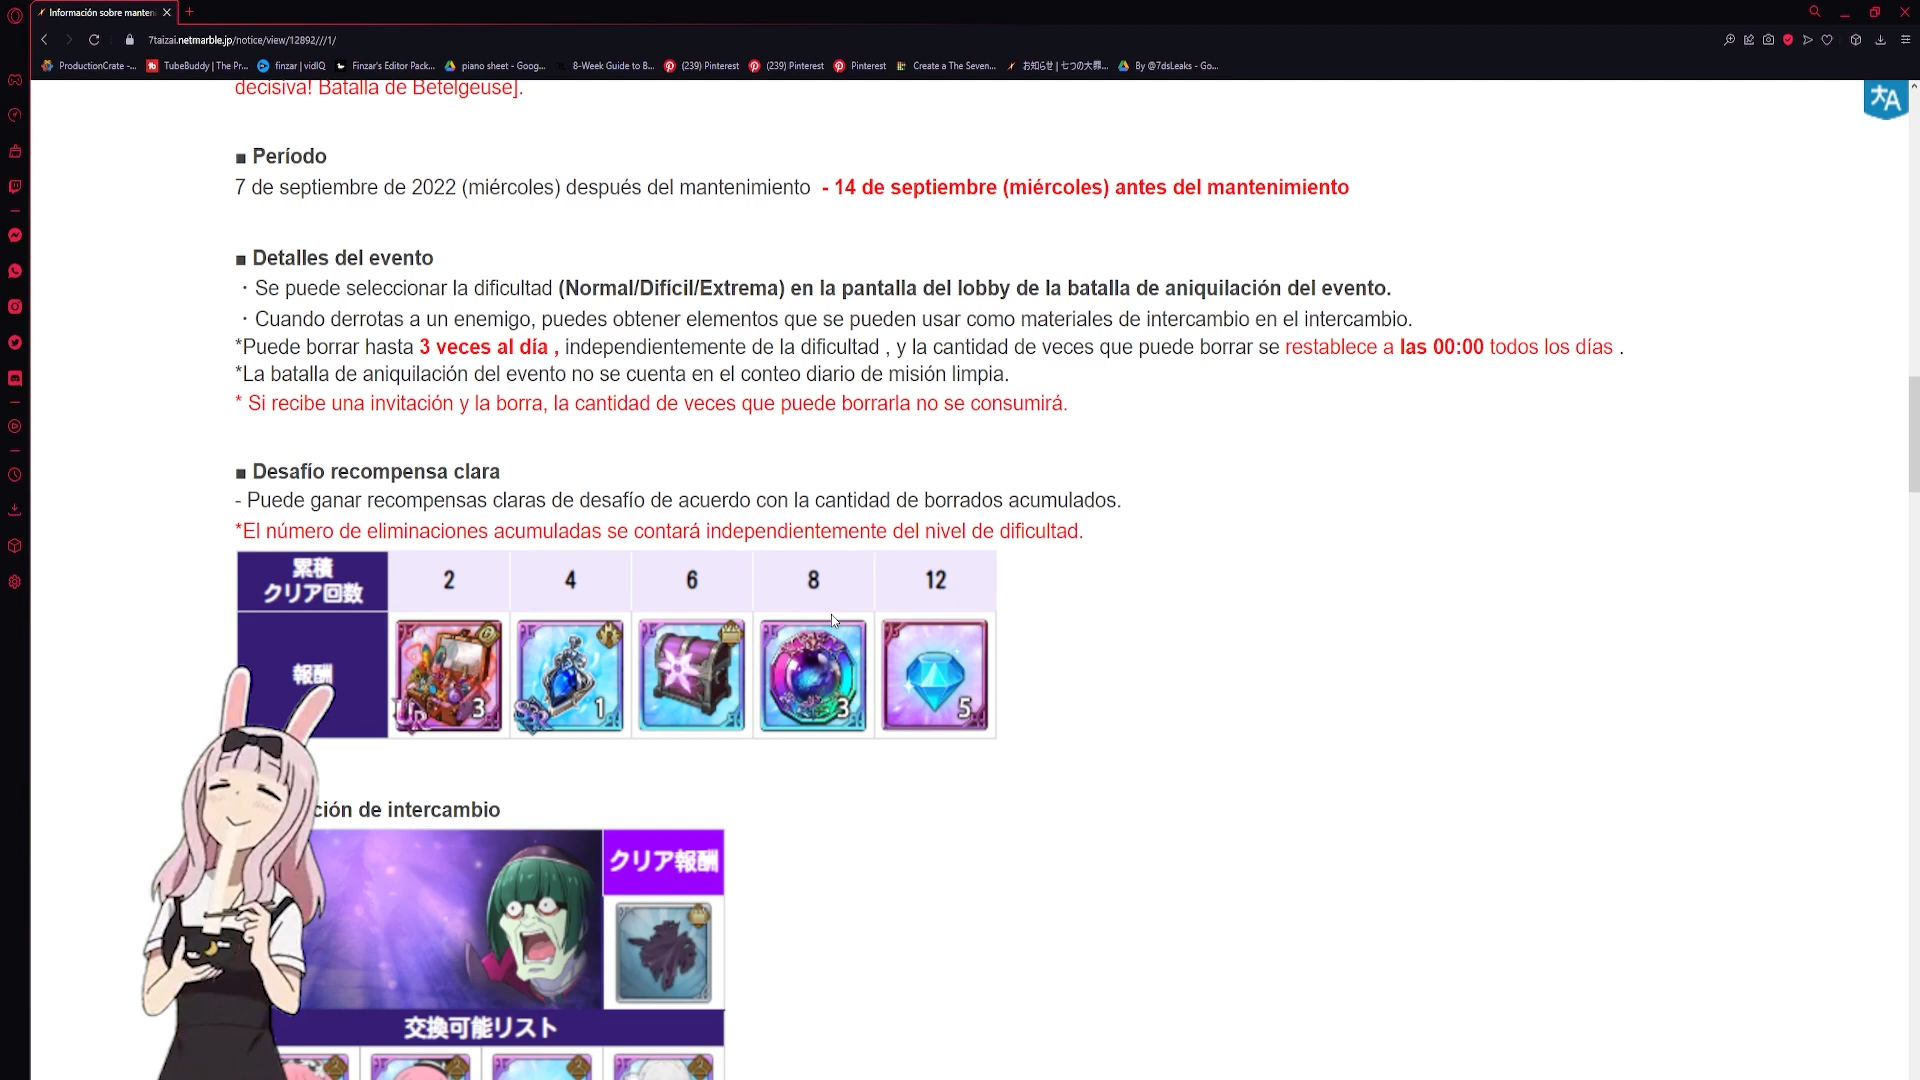 Información sobre manten
7taizai.netmarble.jp/notice/view/12892///1/
ProductionCrate -...
TubeBuddy | The Pr...
finzar | vidIQ
Finzar's Editor Pack...
piano sheet - Goog...
8-Week Guide to B...
(239) Pinterest
(239) Pinterest
Pinterest
Create a The Seven...
お知らせ | 七つの大罪...
By @7dsLeaks - Go...
decisiva! Batalla de Betelgeuse].
■ Período
7 de septiembre de 2022 (miércoles) después del mantenimiento - 14 de septiembre (miércoles) antes del mantenimiento
■ Detalles del evento
・Se puede seleccionar la dificultad (Normal/Difícil/Extrema) en la pantalla del lobby de la batalla de aniquilación del evento.
・Cuando derrotas a un enemigo, puedes obtener elementos que se pueden usar como materiales de intercambio en el intercambio.
*Puede borrar hasta 3 veces al día , independientemente de la dificultad , y la cantidad de veces que puede borrar se restablece a las 00:00 todos los días .
*La batalla de aniquilación del evento no se cuenta en el conteo diario de misión limpia.
* Si recibe una invitación y la borra, la cantidad de veces que puede borrarla no se consumirá.
■ Desafío recompensa clara
- Puede ganar recompensas claras de desafío de acuerdo con la cantidad de borrados acumulados.
*El número de eliminaciones acumuladas se contará independientemente del nivel de dificultad.
累積
クリア回数
2 4 6 8 12
報酬
UR 3 SSR 1 3 5
ción de intercambio
クリア報酬
交換可能リスト